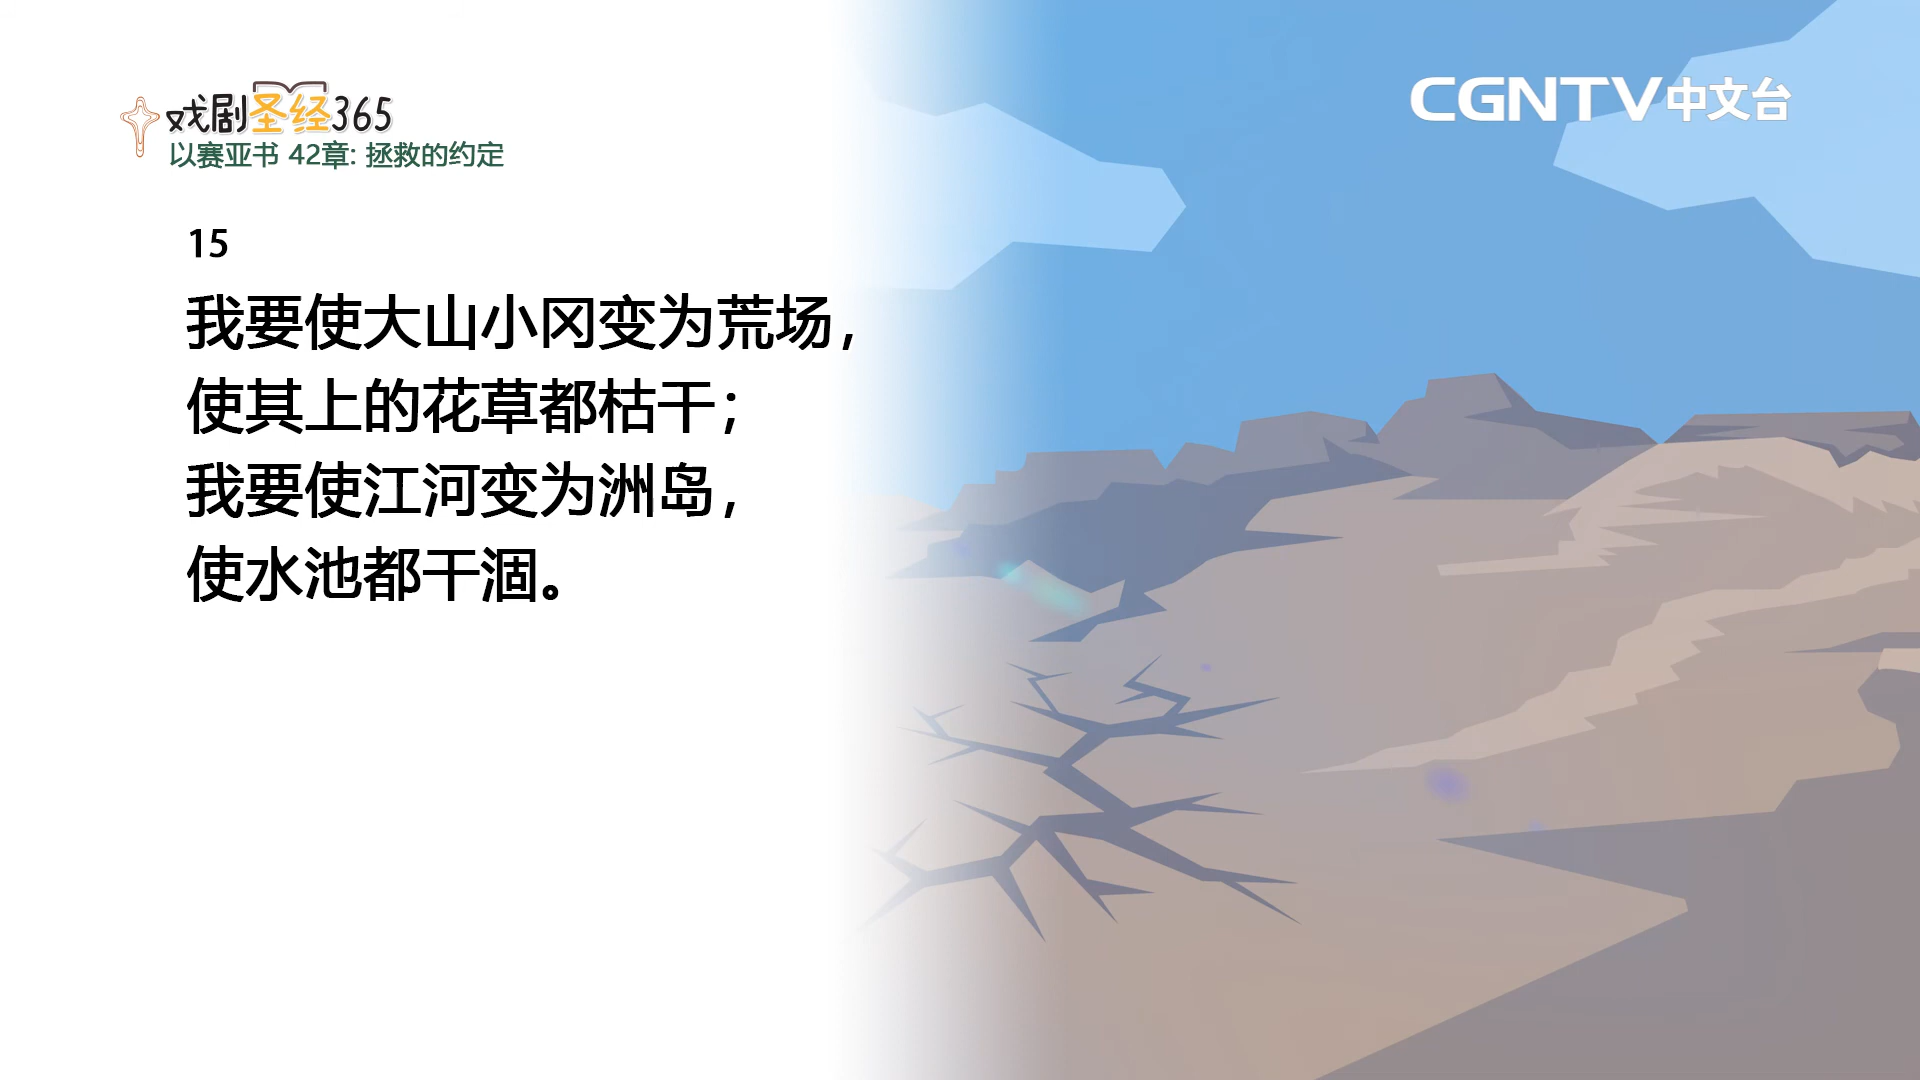 戏剧圣经365
以赛亚书 42章: 拯救的约定
CGNTV中文台
15
我要使大山小冈变为荒场，
使其上的花草都枯干；
我要使江河变为洲岛，
使水池都干涸。